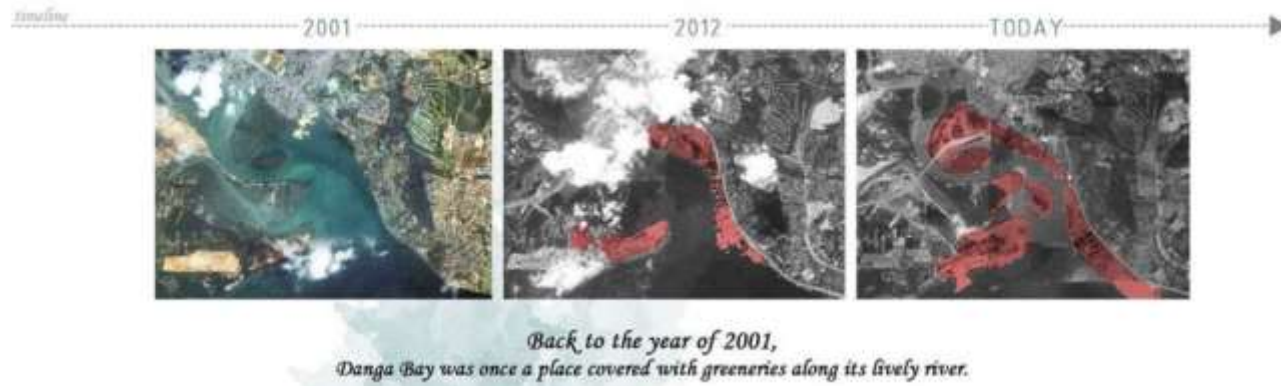 timeline
2001 2012 TODAY
Back to the year of 2001,
Danga Bay was once a place covered with greeneries along its lively river.